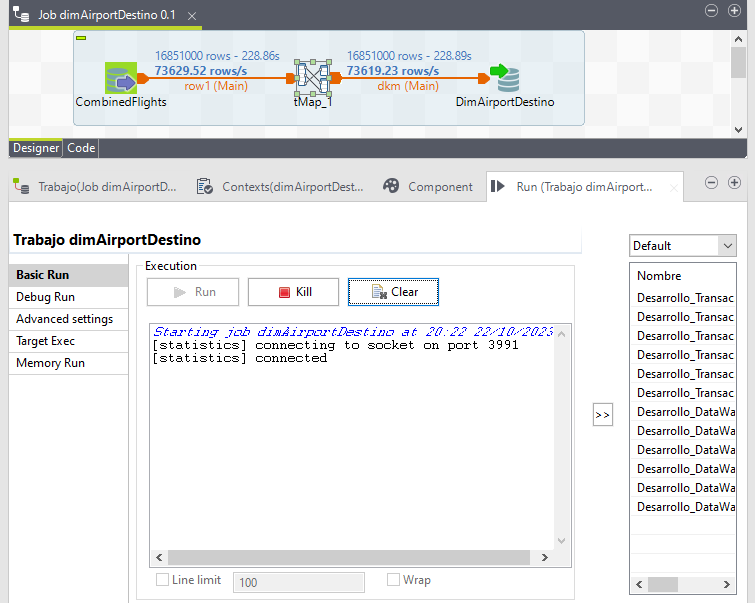 Job dimAirportDestino 0.1
16851000 rows - 228.86s
73629.52 rows/s
row1 (Main)
16851000 rows - 228.89s
73619.23 rows/s
dkm (Main)
CombinedFlights
tMap_1
DimAirportDestino
Designer
Code
Trabajo(Job dimAirportD...
Contexts(dimAirportDest...
Component
Run (Trabajo dimAirport...
Trabajo dimAirportDestino
Basic Run
Debug Run
Advanced settings
Target Exec
Memory Run
Execution
Run
Kill
Clear
Starting job dimAirportDestino at 20:22 22/10/2023
[statistics] connecting to socket on port 3991
[statistics] connected
Line limit
100
Wrap
>>
Default
Nombre
Desarrollo_Transac
Desarrollo_Transac
Desarrollo_Transac
Desarrollo_Transac
Desarrollo_Transac
Desarrollo_Transac
Desarrollo_DataWa
Desarrollo_DataWa
Desarrollo_DataWa
Desarrollo_DataWa
Desarrollo_DataWa
Desarrollo_DataWa